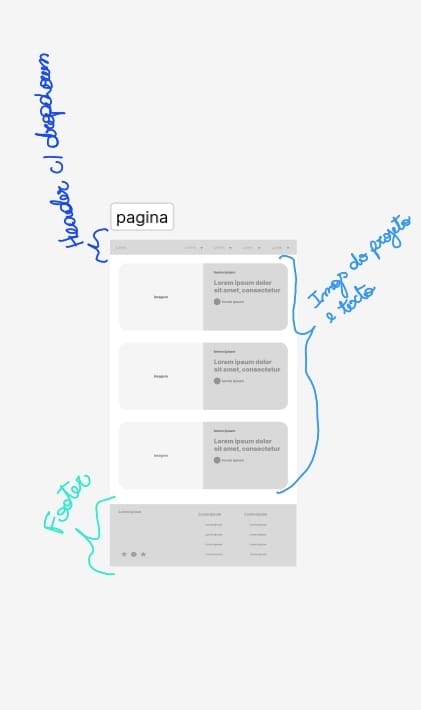 Header c/ dropdown
pagina
Imags do projeto
e texto
Imagem
lorem ipsum
Lorem ipsum dolor
sit amet, consectetur
lorem ipsum
Imagem
lorem ipsum
Lorem ipsum dolor
sit amet, consectetur
lorem ipsum
Imagem
lorem ipsum
Lorem ipsum dolor
sit amet, consectetur
lorem ipsum
Footer